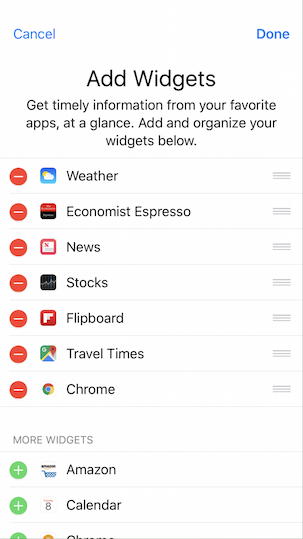 Cancel Done
Add Widgets
Get timely information from your favorite
apps, at a glance. Add and organize your
widgets below.
Weather
Economist Espresso
News
Stocks
Flipboard
Travel Times
Chrome
MORE WIDGETS
amazon
Amazon
8
Calendar
Chrome